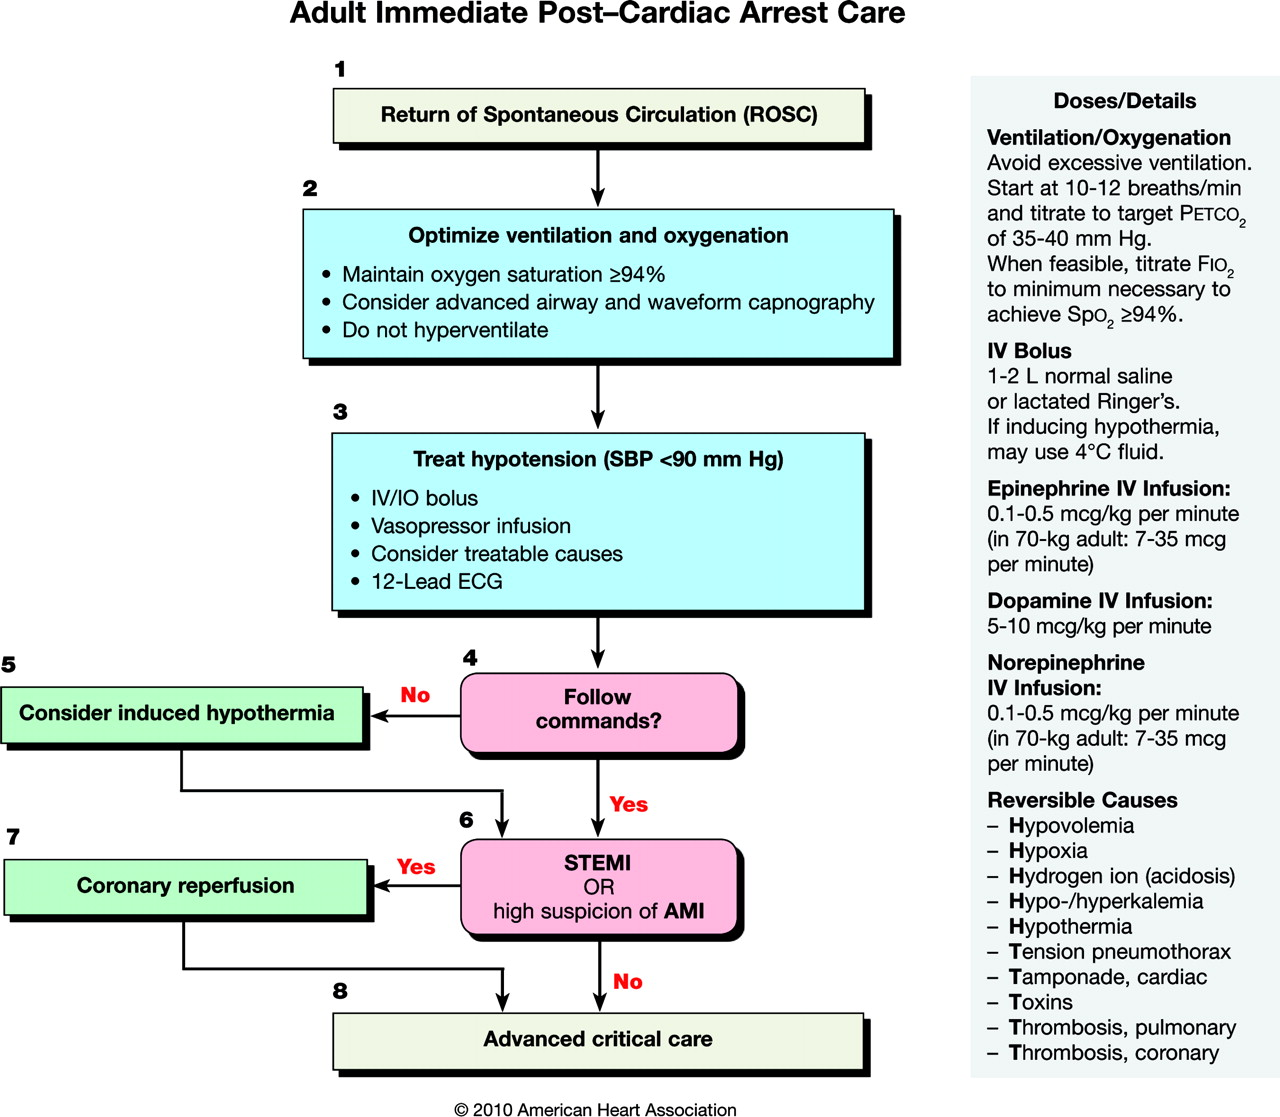 Adult Immediate Post–Cardiac Arrest Care
1
Return of Spontaneous Circulation (ROSC)
2
Optimize ventilation and oxygenation
• Maintain oxygen saturation ≥94%
• Consider advanced airway and waveform capnography
• Do not hyperventilate
3
Treat hypotension (SBP <90 mm Hg)
• IV/IO bolus
• Vasopressor infusion
• Consider treatable causes
• 12-Lead ECG
4
Follow
commands?
No
5
Consider induced hypothermia
Yes
6
STEMI
OR
high suspicion of AMI
Yes
7
Coronary reperfusion
No
8
Advanced critical care
Doses/Details
Ventilation/Oxygenation
Avoid excessive ventilation.
Start at 10-12 breaths/min
and titrate to target PETCO₂
of 35-40 mm Hg.
When feasible, titrate FIO₂
to minimum necessary to
achieve SpO₂ ≥94%.
IV Bolus
1-2 L normal saline
or lactated Ringer’s.
If inducing hypothermia,
may use 4°C fluid.
Epinephrine IV Infusion:
0.1-0.5 mcg/kg per minute
(in 70-kg adult: 7-35 mcg
per minute)
Dopamine IV Infusion:
5-10 mcg/kg per minute
Norepinephrine
IV Infusion:
0.1-0.5 mcg/kg per minute
(in 70-kg adult: 7-35 mcg
per minute)
Reversible Causes
– Hypovolemia
– Hypoxia
– Hydrogen ion (acidosis)
– Hypo-/hyperkalemia
– Hypothermia
– Tension pneumothorax
– Tamponade, cardiac
– Toxins
– Thrombosis, pulmonary
– Thrombosis, coronary
© 2010 American Heart Association